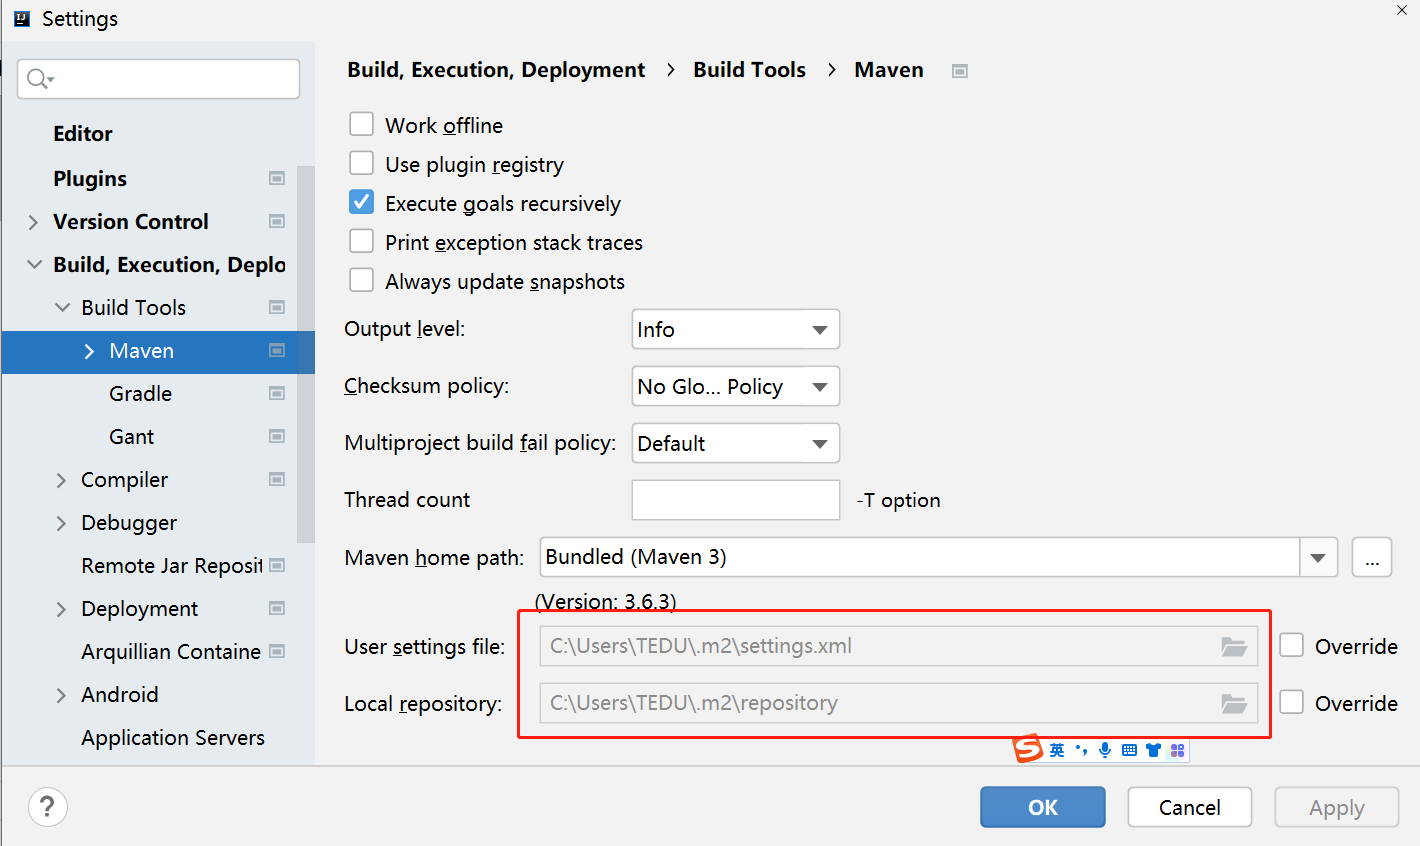 Settings
Editor
Plugins
Version Control
Build, Execution, Deplo
Build Tools
Maven
Gradle
Gant
Compiler
Debugger
Remote Jar Reposit
Deployment
Arquillian Containe
Android
Application Servers
Build, Execution, Deployment > Build Tools > Maven
Work offline
Use plugin registry
Execute goals recursively
Print exception stack traces
Always update snapshots
Output level: Info
Checksum policy: No Glo... Policy
Multiproject build fail policy: Default
Thread count -T option
Maven home path: Bundled (Maven 3) ...
(Version: 3.6.3)
User settings file: C:\Users\TEDU\.m2\settings.xml Override
Local repository: C:\Users\TEDU\.m2\repository Override
S 英
? OK Cancel Apply